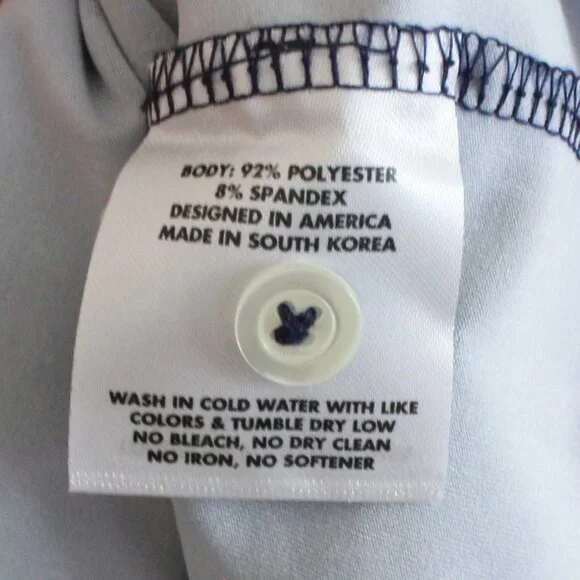 BODY: 92% POLYESTER
8% SPANDEX
DESIGNED IN AMERICA
MADE IN SOUTH KOREA
WASH IN COLD WATER WITH LIKE
COLORS & TUMBLE DRY LOW
NO BLEACH, NO DRY CLEAN
NO IRON, NO SOFTENER